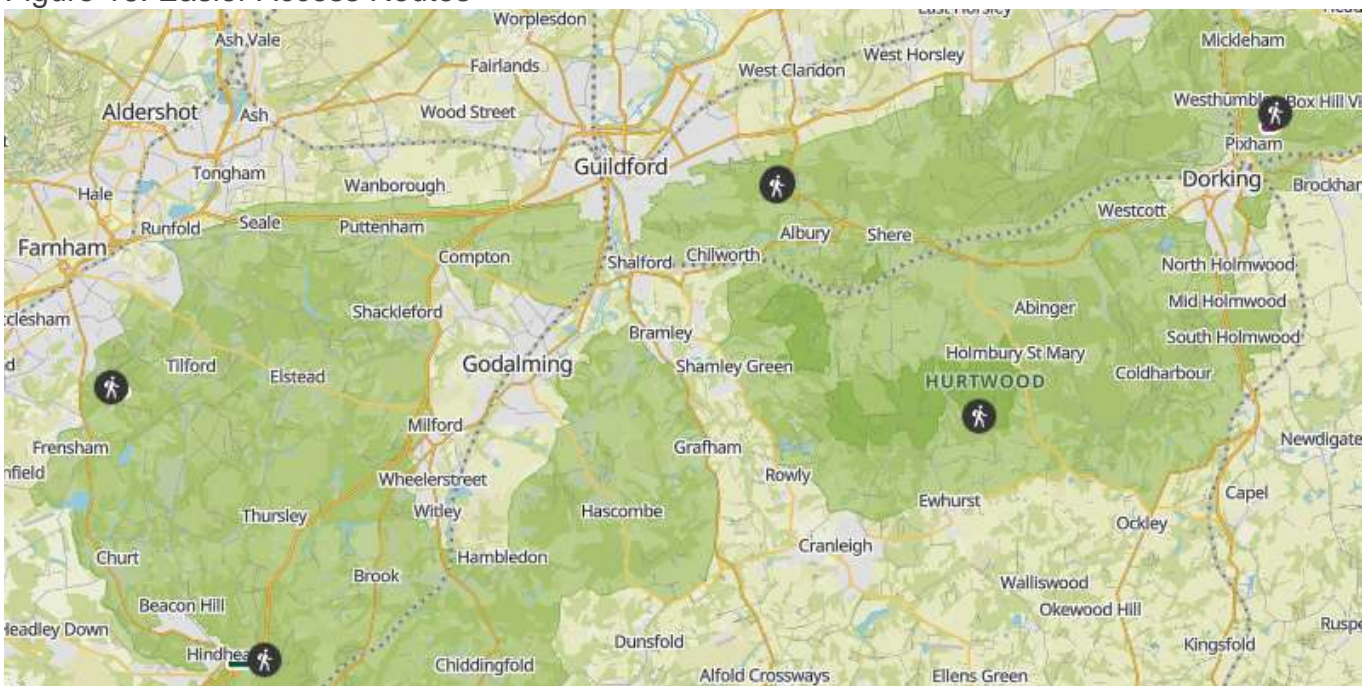 Worplesdon
Ash Vale
Mickleham
West Horsley
Fairlands
West Clandon
Aldershot
Wood Street
Ash
Box Hill
Pixham
Guildford
Tongham
Wanborough
Dorking
Hale
Westcott
Runfold
Seale
Puttenham
Albury
Shere
Farnham
Compton
Shalford
Chilworth
North Holmwood
Shackleford
Abinger
Mid Holmwood
Bramley
South Holmwood
Tilford
Godalming
Shamley Green
Holmbury St Mary
Elstead
HURTWOOD
Coldharbour
Milford
Frensham
Grafham
Newdigate
Wheelerstreet
Rowly
Capel
Thursley
Witley
Hascombe
Ewhurst
Ockley
Churt
Hambledon
Cranleigh
Brook
Walliswood
Beacon Hill
Okewood Hill
Headley Down
Dunsfold
Kingsfold
Chiddingfold
Alfold Crossways
Ellens Green